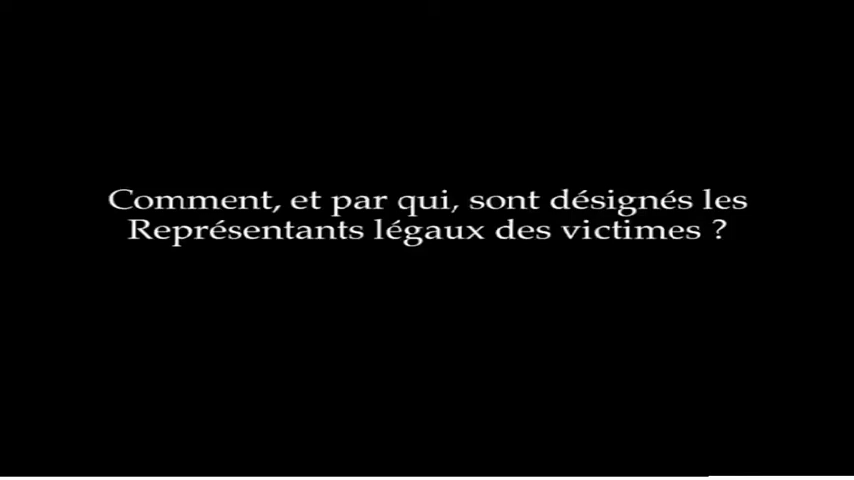 Comment, et par qui, sont désignés les
Représentants légaux des victimes ?